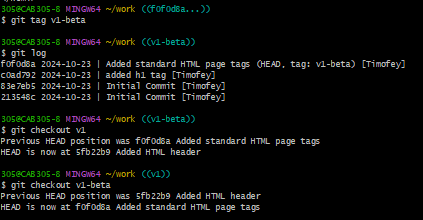 305@CAB305-8 MINGW64 ~/work ((f0f0d8a...))
$ git tag v1-beta
305@CAB305-8 MINGW64 ~/work ((v1-beta))
$ git log
f0f0d8a 2024-10-23 | Added standard HTML page tags (HEAD, tag: v1-beta) [Timofey]
c0ad792 2024-10-23 | added h1 tag [Timofey]
83e7eb5 2024-10-23 | Initial Commit [Timofey]
213548c 2024-10-23 | Initial Commit [Timofey]
305@CAB305-8 MINGW64 ~/work ((v1-beta))
$ git checkout v1
Previous HEAD position was f0f0d8a Added standard HTML page tags
HEAD is now at 5fb22b9 Added HTML header
305@CAB305-8 MINGW64 ~/work ((v1))
$ git checkout v1-beta
Previous HEAD position was 5fb22b9 Added HTML header
HEAD is now at f0f0d8a Added standard HTML page tags